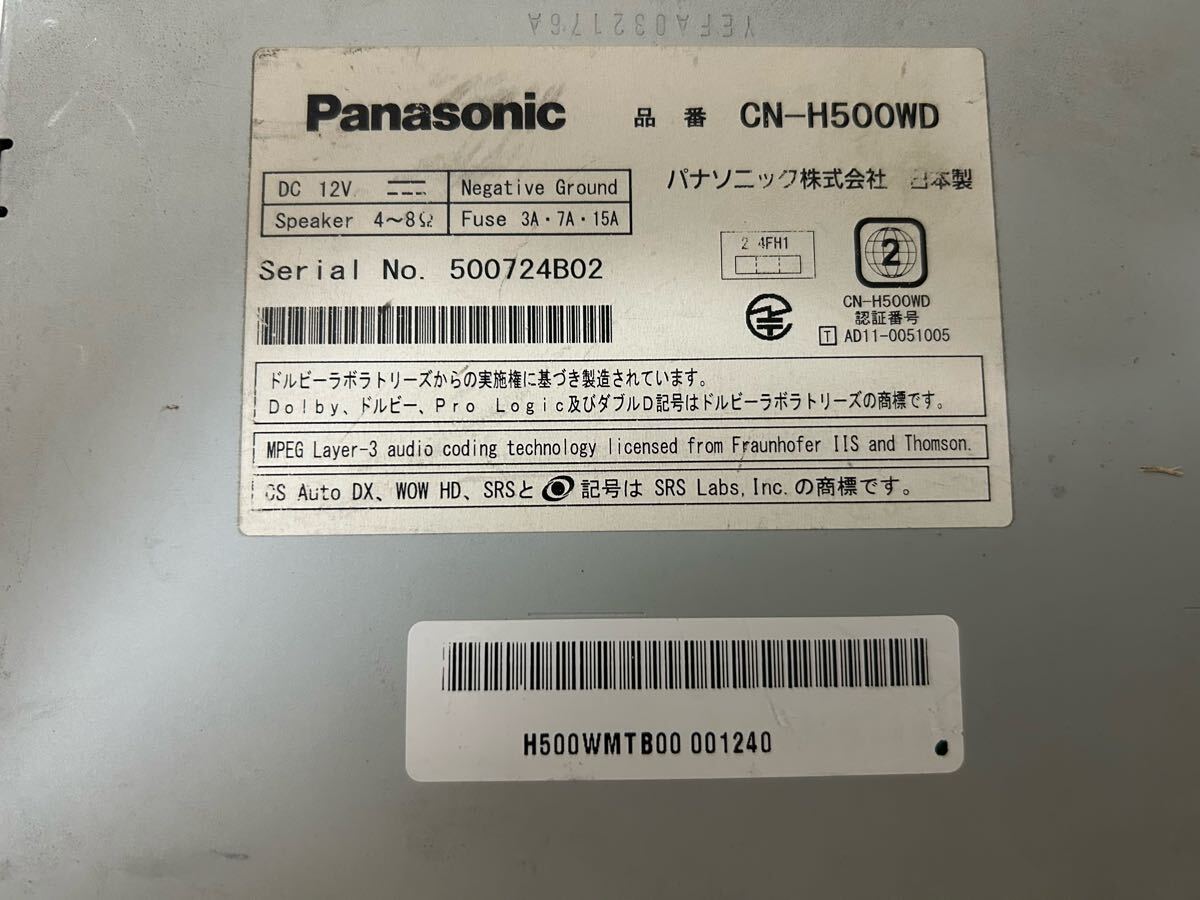 YEFA032176A
Panasonic 品番 CN-H500WD
DC 12V Negative Ground
Speaker 4～8Ω Fuse 3A・7A・15A
パナソニック株式会社 日本製
Serial No. 500724B02
2.4FH1
2
CN-H500WD
認証番号
T AD11-0051005
ドルビーラボラトリーズからの実施権に基づき製造されています。
Dolby、ドルビー、Pro Logic及びダブルD記号はドルビーラボラトリーズの商標です。
MPEG Layer-3 audio coding technology licensed from Fraunhofer IIS and Thomson.
CS Auto DX、WOW HD、SRSと 記号は SRS Labs,Inc.の商標です。
H500WMTB00 001240